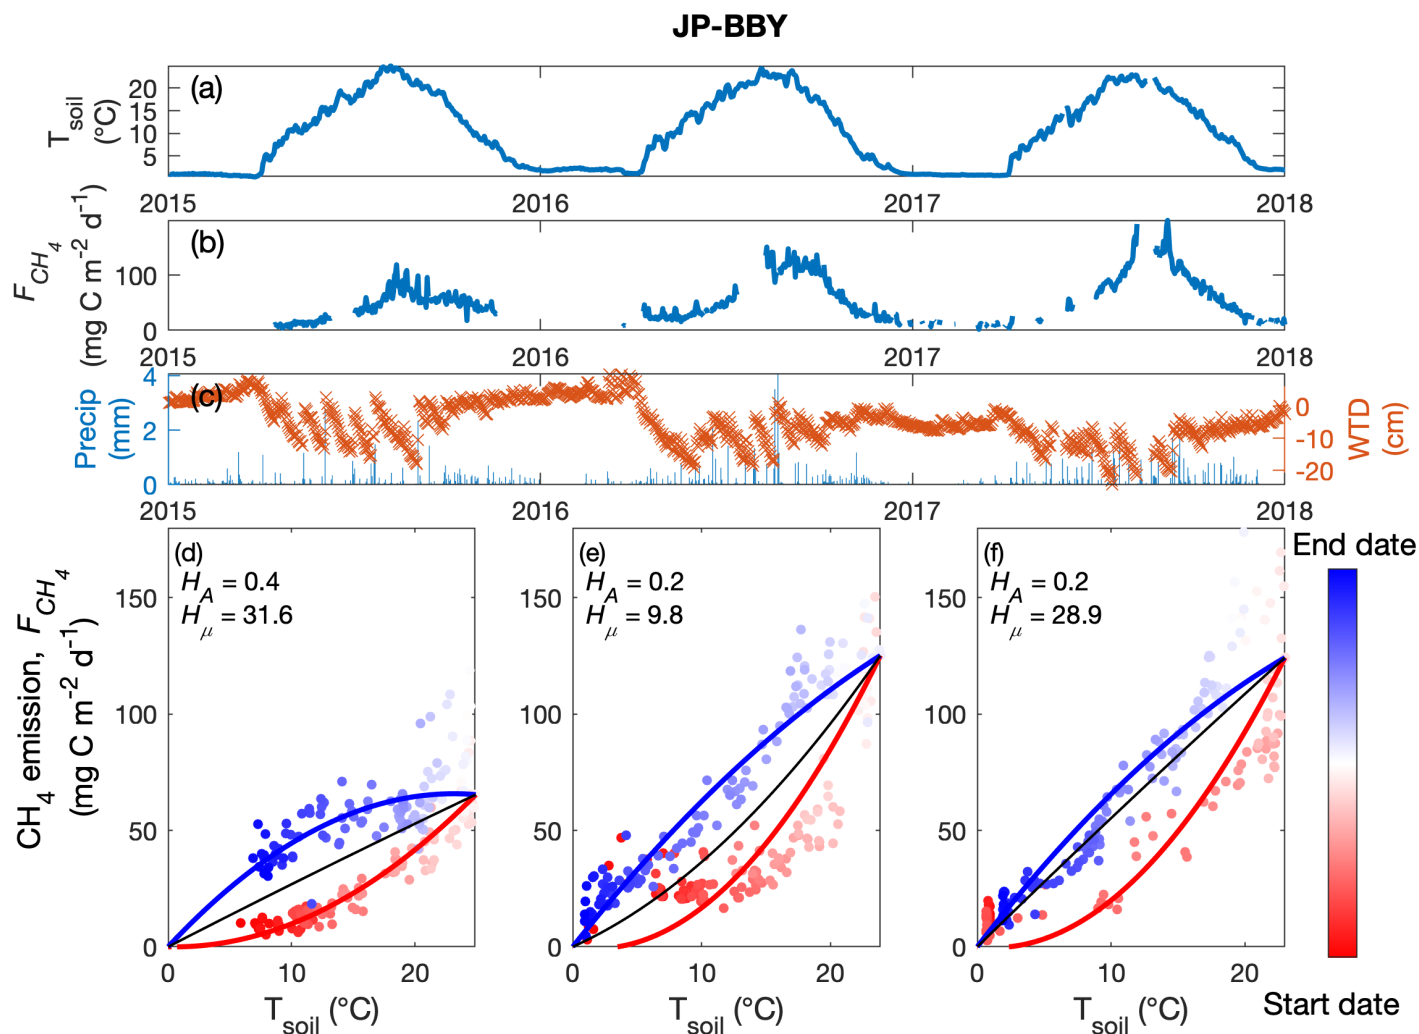 JP-BBY
(a)
T_soil (°C)
20
15
10
5
2015 2016 2017 2018
(b)
F_CH_4 (mg C m⁻² d⁻¹)
100
0
2015 2016 2017 2018
(c)
Precip (mm)
4
2
0
WTD (cm)
0
-10
-20
2015 2016 2017 2018
CH₄ emission, F_CH_4 (mg C m⁻² d⁻¹)
(d)
H_A = 0.4
H_μ = 31.6
150
100
50
0
0 10 20
T_soil (°C)
(e)
H_A = 0.2
H_μ = 9.8
150
100
50
0
0 10 20
T_soil (°C)
(f)
H_A = 0.2
H_μ = 28.9
150
100
50
0
0 10 20
T_soil (°C)
End date
Start date